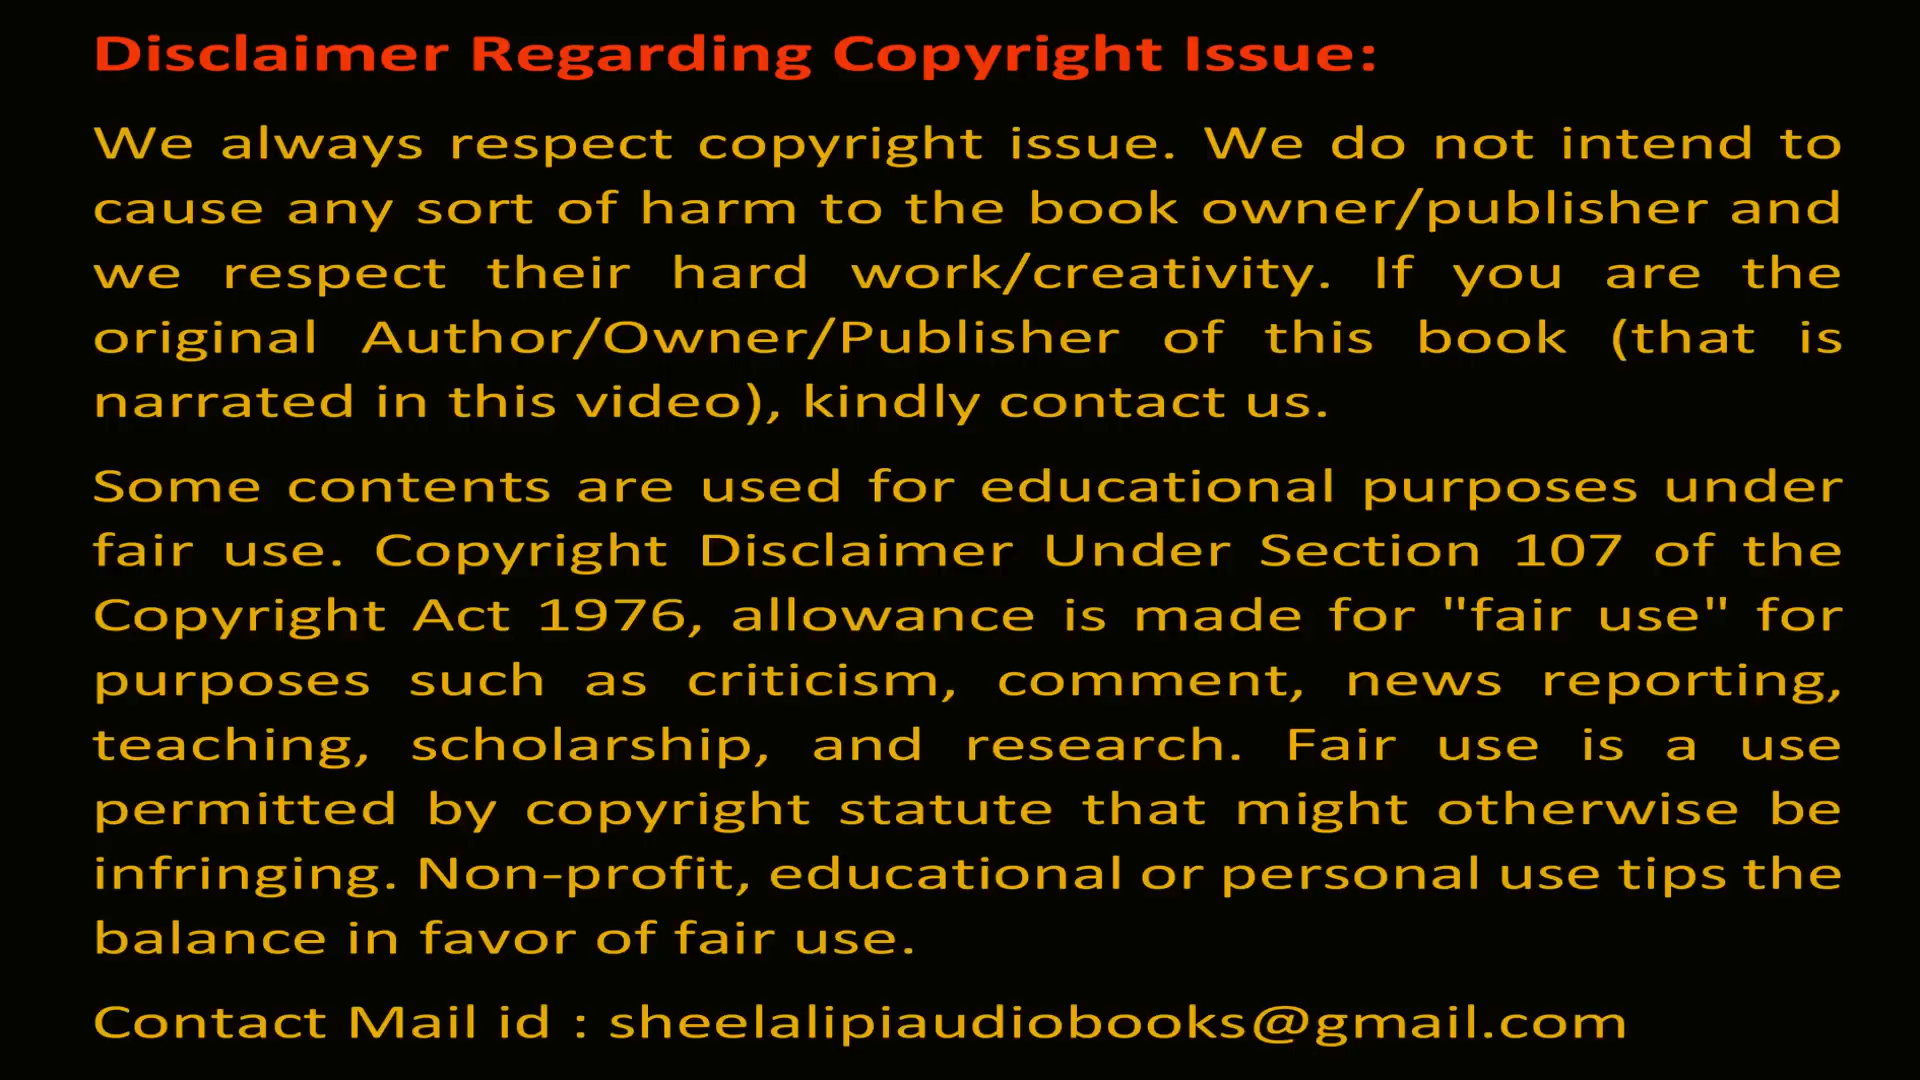 Disclaimer Regarding Copyright Issue:
We always respect copyright issue. We do not intend to
cause any sort of harm to the book owner/publisher and
we respect their hard work/creativity. If you are the
original Author/Owner/Publisher of this book (that is
narrated in this video), kindly contact us.
Some contents are used for educational purposes under
fair use. Copyright Disclaimer Under Section 107 of the
Copyright Act 1976, allowance is made for "fair use" for
purposes such as criticism, comment, news reporting,
teaching, scholarship, and research. Fair use is a use
permitted by copyright statute that might otherwise be
infringing. Non-profit, educational or personal use tips the
balance in favor of fair use.
Contact Mail id : sheelalipiaudiobooks@gmail.com